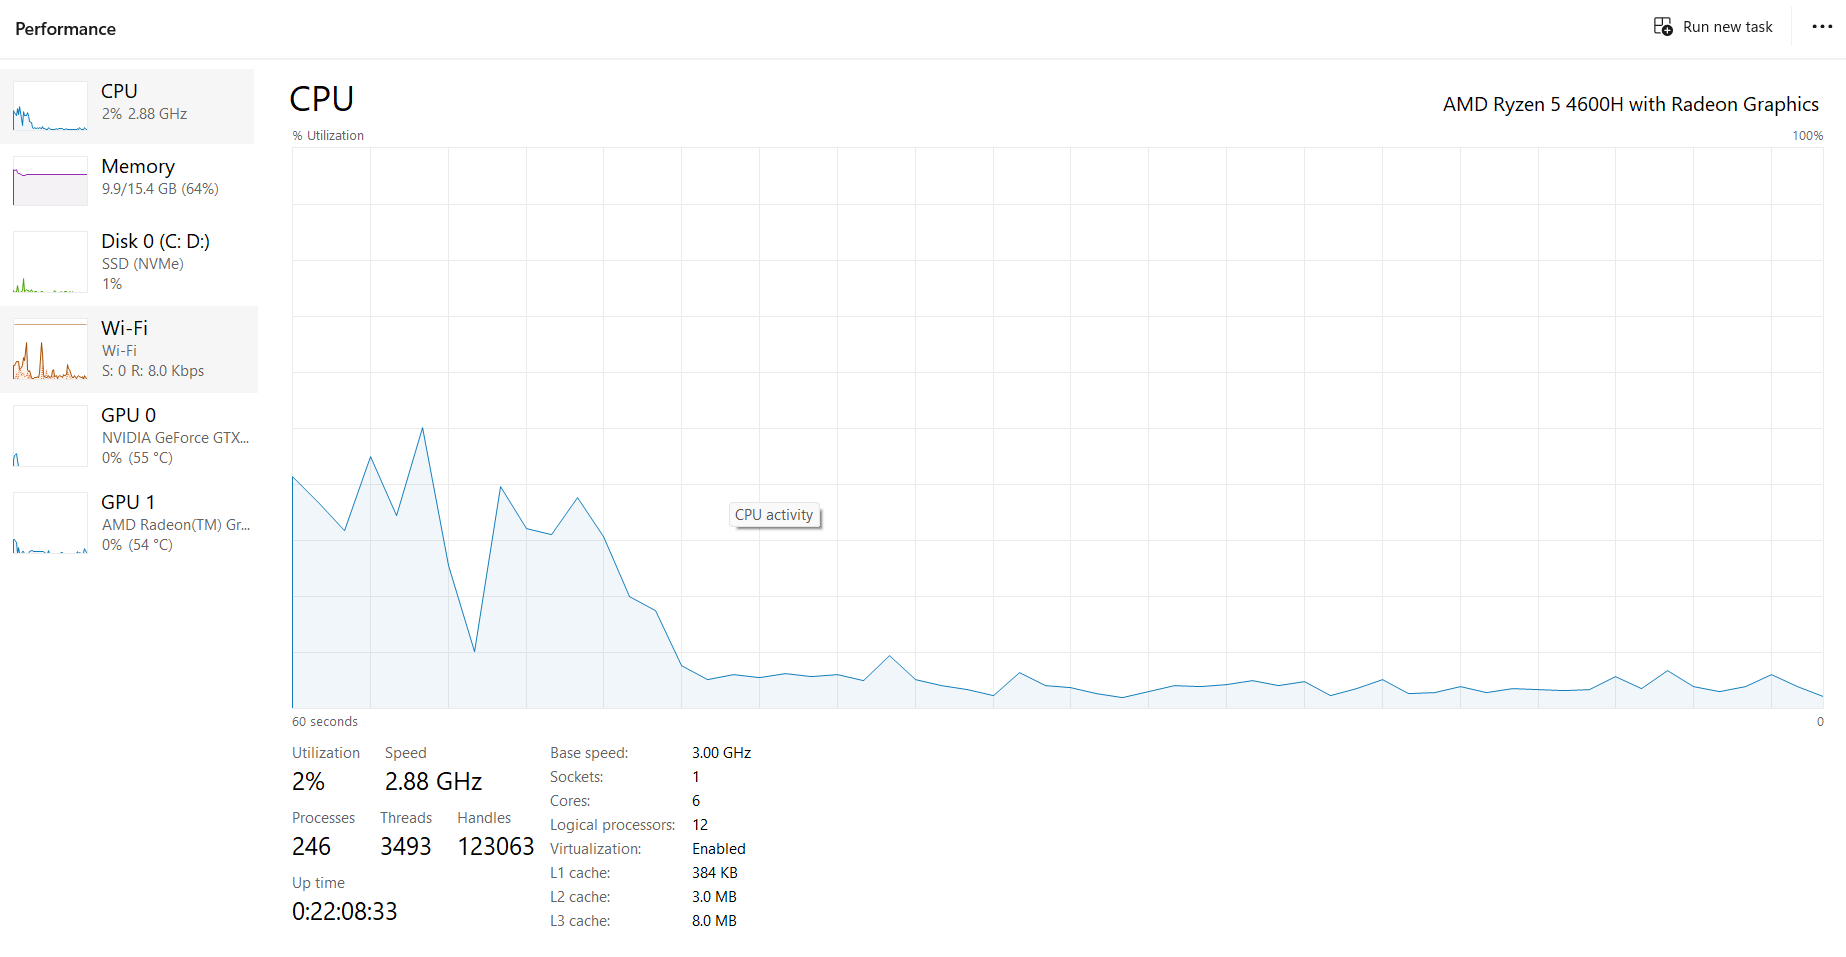 Performance
Run new task
CPU
2% 2.88 GHz
Memory
9.9/15.4 GB (64%)
Disk 0 (C: D:)
SSD (NVMe)
1%
Wi-Fi
Wi-Fi
S: 0 R: 8.0 Kbps
GPU 0
NVIDIA GeForce GTX...
0% (55 °C)
GPU 1
AMD Radeon(TM) Gr...
0% (54 °C)
CPU
AMD Ryzen 5 4600H with Radeon Graphics
% Utilization
100%
CPU activity
60 seconds
0
Utilization
Speed
2%
2.88 GHz
Processes
Threads
Handles
246
3493
123063
Up time
0:22:08:33
Base speed: 3.00 GHz
Sockets: 1
Cores: 6
Logical processors: 12
Virtualization: Enabled
L1 cache: 384 KB
L2 cache: 3.0 MB
L3 cache: 8.0 MB